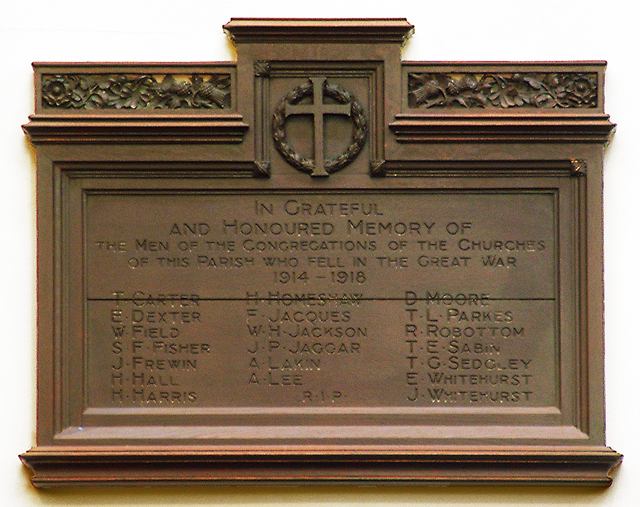 IN GRATEFUL
AND HONOURED MEMORY OF
THE MEN OF THE CONGREGATIONS OF THE CHURCHES
OF THIS PARISH WHO FELL IN THE GREAT WAR
1914 - 1918
T·CARTER H·HOMESHAW D·MOORE
E·DEXTER F·JACQUES T·L·PARKES
W·FIELD W·H·JACKSON R·ROBOTTOM
S·F·FISHER J·P·JAGGAR T·E·SABIN
J·FREWIN A·LAKIN T·G·SEDGLEY
H·HALL A·LEE E·WHITEHURST
H·HARRIS R·I·P· J·WHITEHURST